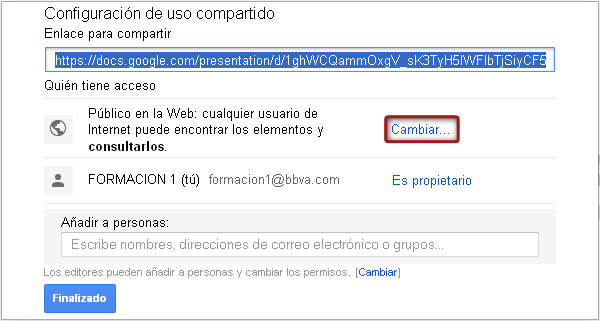 Configuración de uso compartido
Enlace para compartir
https://docs.google.com/presentation/d/1ghWCQammOxgV_sK3TyH5IWFIbTjSiyCF5
Quién tiene acceso
Público en la Web: cualquier usuario de
Internet puede encontrar los elementos y
consultarlos.
Cambiar...
FORMACION 1 (tú) formacion1@bbva.com Es propietario
Añadir a personas:
Escribe nombres, direcciones de correo electrónico o grupos...
Los editores pueden añadir a personas y cambiar los permisos. [Cambiar]
Finalizado